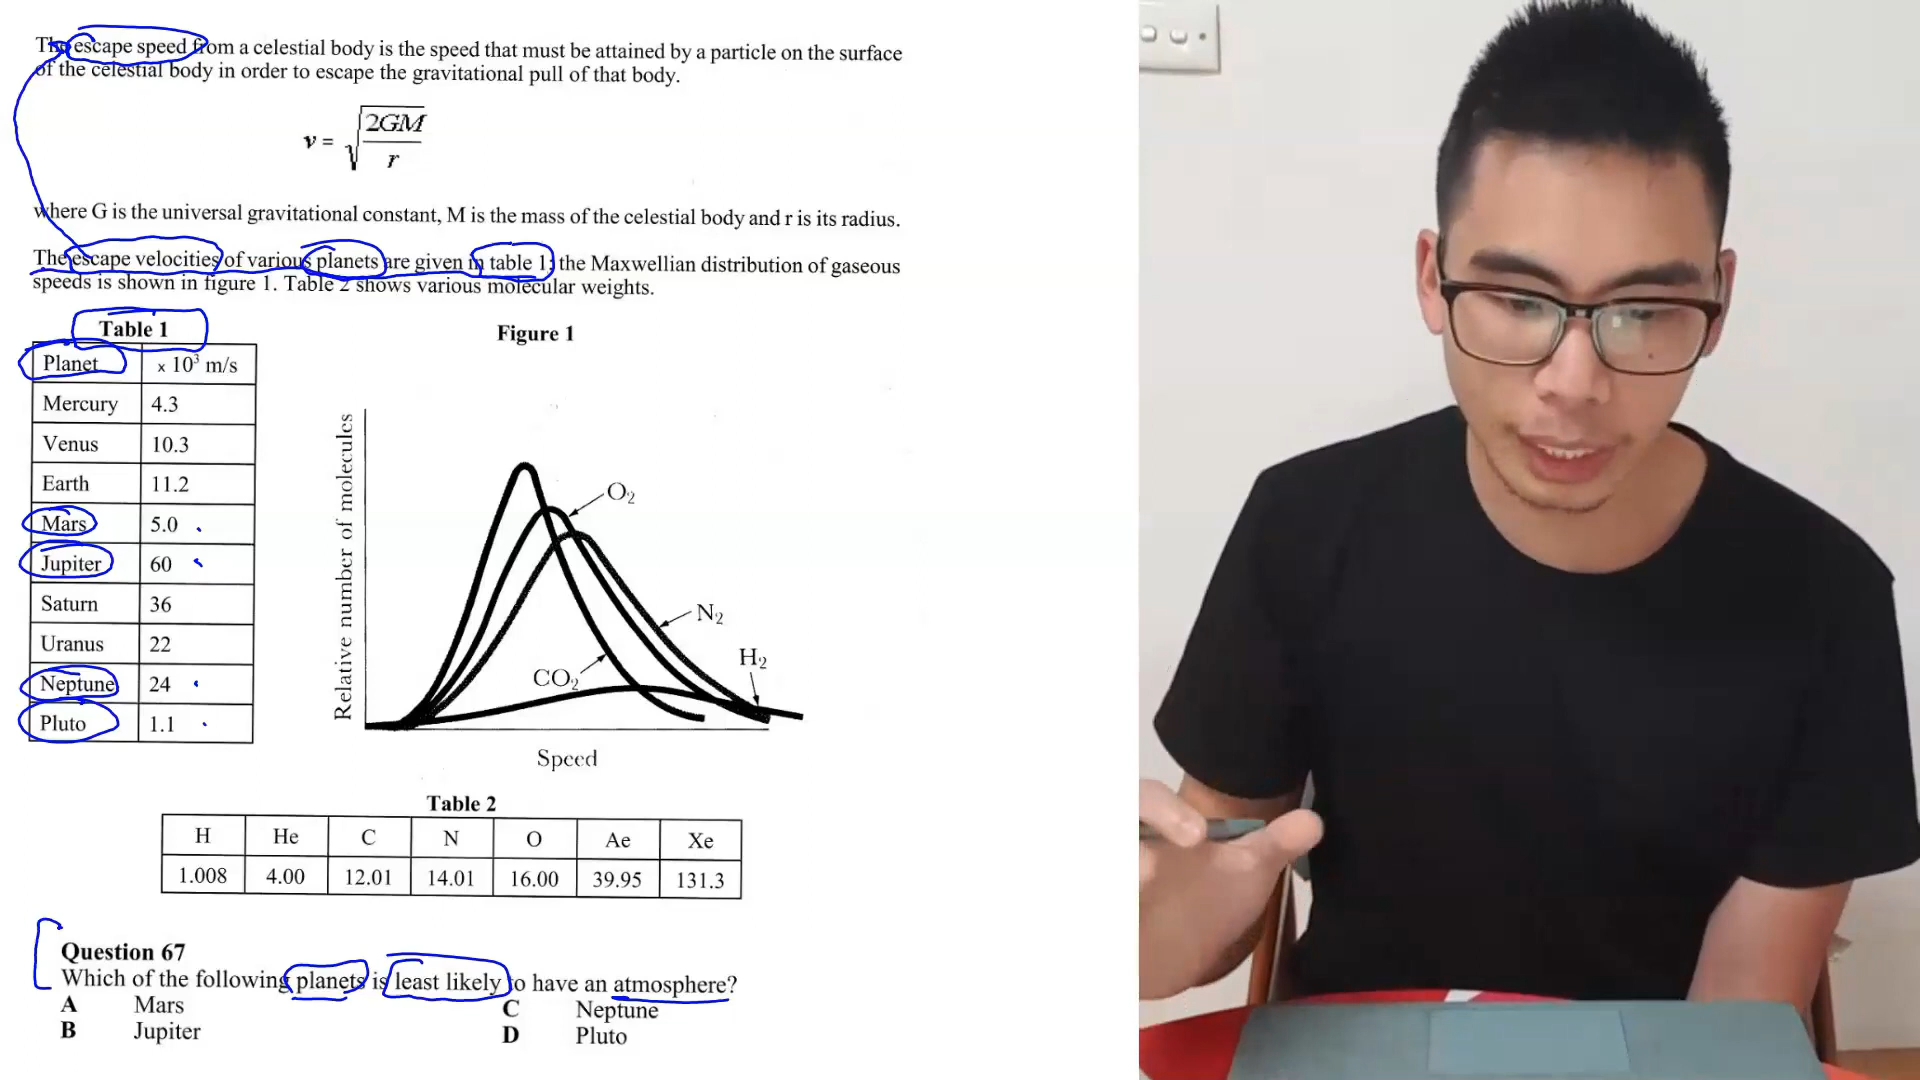 The escape speed from a celestial body is the speed that must be attained by a particle on the surface
of the celestial body in order to escape the gravitational pull of that body.
v = √(2GM/r)
where G is the universal gravitational constant, M is the mass of the celestial body and r is its radius.
The escape velocities of various planets are given in table 1; the Maxwellian distribution of gaseous
speeds is shown in figure 1. Table 2 shows various molecular weights.
Table 1
Planet x 10³ m/s
Mercury 4.3
Venus 10.3
Earth 11.2
Mars 5.0
Jupiter 60
Saturn 36
Uranus 22
Neptune 24
Pluto 1.1
Figure 1
Relative number of molecules
O₂
N₂
H₂
CO₂
Speed
Table 2
H He C N O Ae Xe
1.008 4.00 12.01 14.01 16.00 39.95 131.3
Question 67
Which of the following planets is least likely to have an atmosphere?
A Mars C Neptune
B Jupiter D Pluto